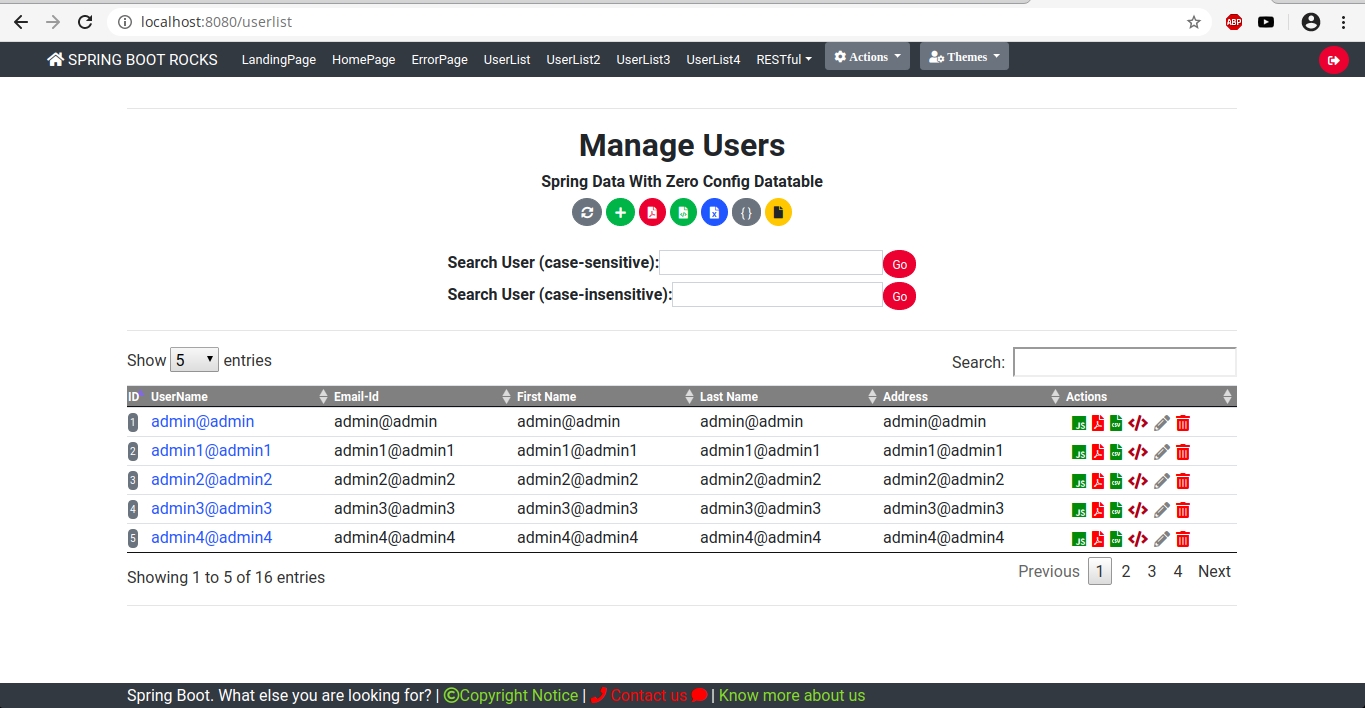 localhost:8080/userlist
ABP
SPRING BOOT ROCKS LandingPage HomePage ErrorPage UserList UserList2 UserList3 UserList4 RESTful Actions Themes
Manage Users
Spring Data With Zero Config Datatable
{ }
Search User (case-sensitive): Go
Search User (case-insensitive): Go
Show 5 entries Search:
ID UserName Email-Id First Name Last Name Address Actions
1 admin@admin admin@admin admin@admin admin@admin admin@admin JS CSV </>
2 admin1@admin1 admin1@admin1 admin1@admin1 admin1@admin1 admin1@admin1 JS CSV </>
3 admin2@admin2 admin2@admin2 admin2@admin2 admin2@admin2 admin2@admin2 JS CSV </>
4 admin3@admin3 admin3@admin3 admin3@admin3 admin3@admin3 admin3@admin3 JS CSV </>
5 admin4@admin4 admin4@admin4 admin4@admin4 admin4@admin4 admin4@admin4 JS CSV </>
Showing 1 to 5 of 16 entries Previous 1 2 3 4 Next
Spring Boot. What else you are looking for? | ©Copyright Notice | Contact us | Know more about us